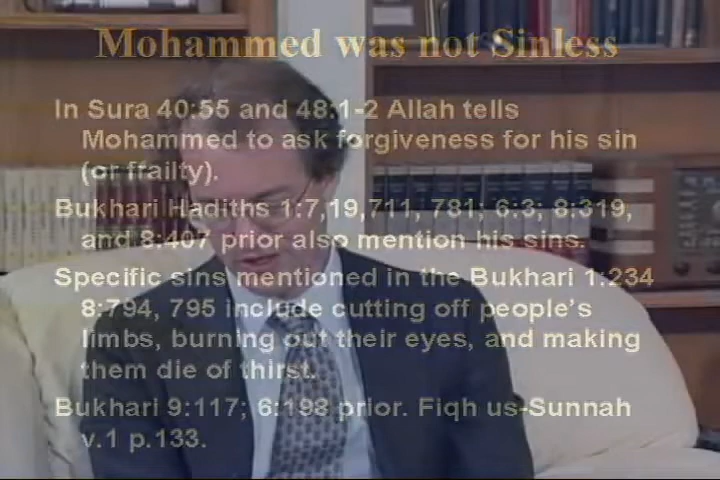 Mohammed was not Sinless
In Sura 40:55 and 48:1-2 Allah tells
Mohammed to ask forgiveness for his sin
(or frailty).
Bukhari Hadiths 1:7,19,711, 781; 6:3; 8:319,
and 8:407 prior also mention his sins.
Specific sins mentioned in the Bukhari 1:234
8:794, 795 include cutting off people's
limbs, burning out their eyes, and making
them die of thirst.
Bukhari 9:117; 6:198 prior. Fiqh us-Sunnah
v.1 p.133.